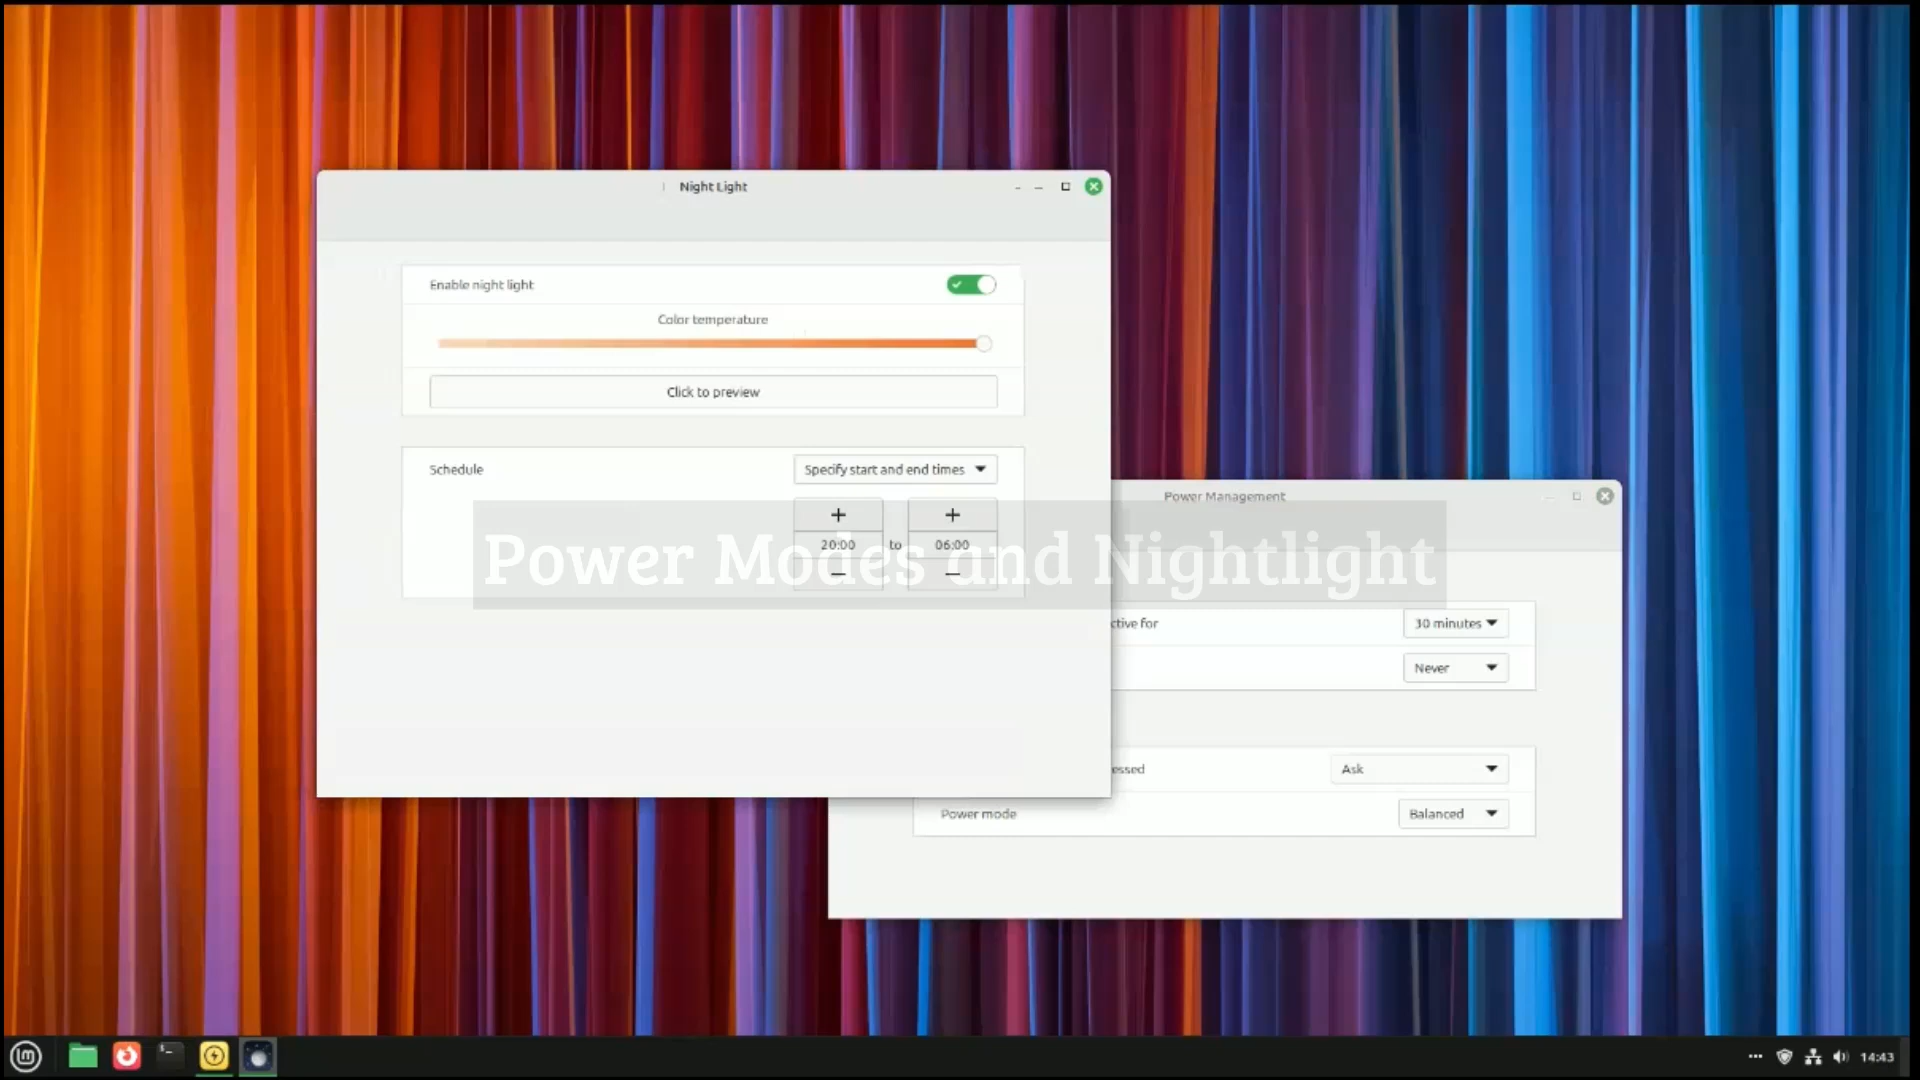 Night Light
Enable night light
Color temperature
Click to preview
Schedule
Specify start and end times
20:00 to 06:00
Power Modes and Nightlight
Power Management
ctive for
30 minutes
Never
essed
Ask
Power mode
Balanced
14:43